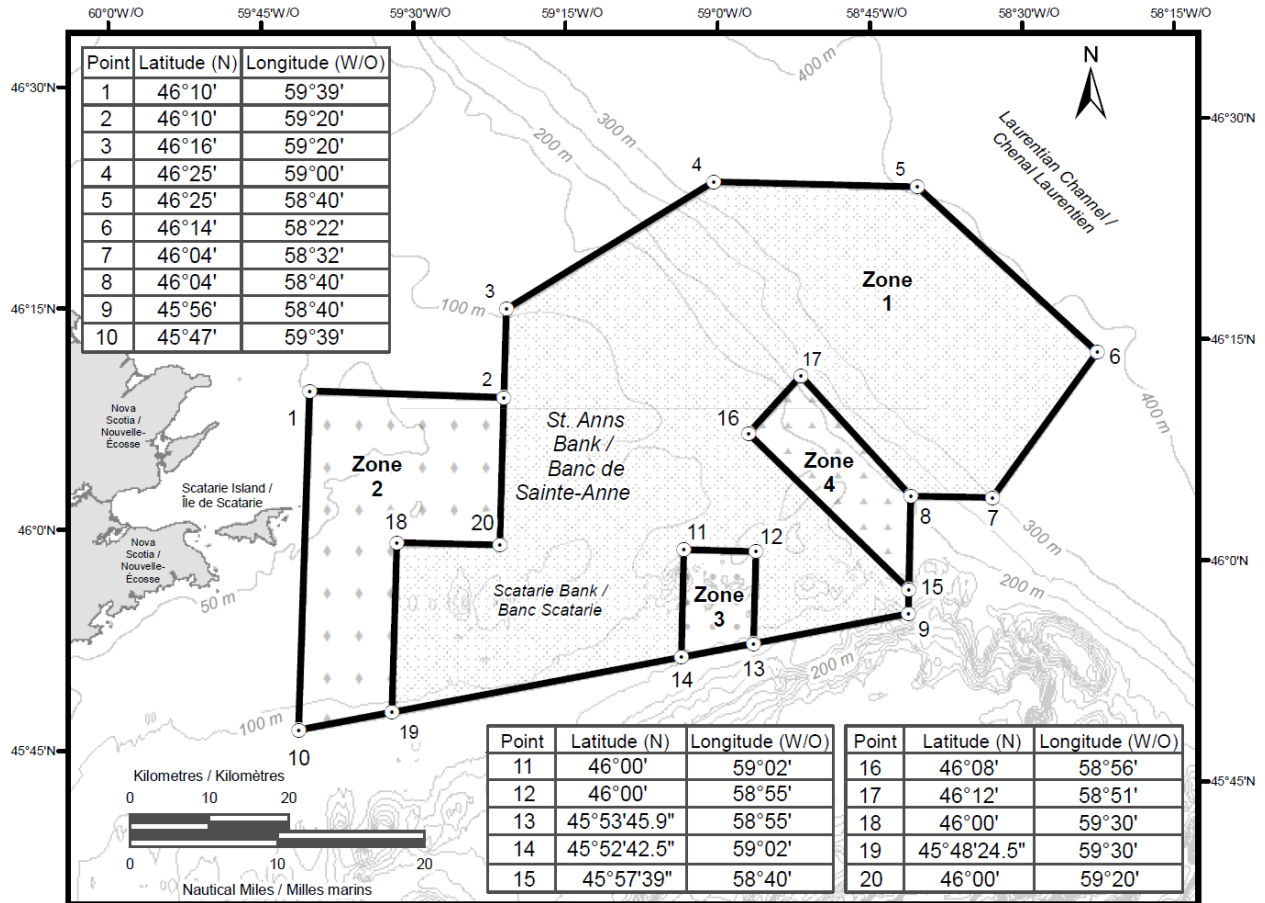 60°0'W/O 59°45'W/O 59°30'W/O 59°15'W/O 59°0'W/O 58°45'W/O 58°30'W/O 58°15'W/O
Point Latitude (N) Longitude (W/O)
1 46°10' 59°39'
2 46°10' 59°20'
3 46°16' 59°20'
4 46°25' 59°00'
5 46°25' 58°40'
6 46°14' 58°22'
7 46°04' 58°32'
8 46°04' 58°40'
9 45°56' 58°40'
10 45°47' 59°39'
46°30'N
46°15'N
46°0'N
45°45'N
46°30'N
46°15'N
46°0'N
45°45'N
N
400 m
300 m
200 m
Laurentian Channel /
Chenal Laurentien
4
5
Zone
1
3
100 m
6
17
400 m
2
1
16
Nova
Scotia /
Nouvelle-
Écosse
St. Anns
Bank /
Banc de
Sainte-Anne
Zone
2
Zone
4
Scatarie Island /
Île de Scatarie
18
20
8
7
11
12
300 m
Nova
Scotia /
Nouvelle-
Écosse
50 m
Scatarie Bank /
Banc Scatarie
Zone
3
15
200 m
9
13
14
200 m
100 m
10
19
Kilometres / Kilomètres
0 10 20
0 10 20
Nautical Miles / Milles marins
Point Latitude (N) Longitude (W/O)
11 46°00' 59°02'
12 46°00' 58°55'
13 45°53'45.9" 58°55'
14 45°52'42.5" 59°02'
15 45°57'39" 58°40'
Point Latitude (N) Longitude (W/O)
16 46°08' 58°56'
17 46°12' 58°51'
18 46°00' 59°30'
19 45°48'24.5" 59°30'
20 46°00' 59°20'